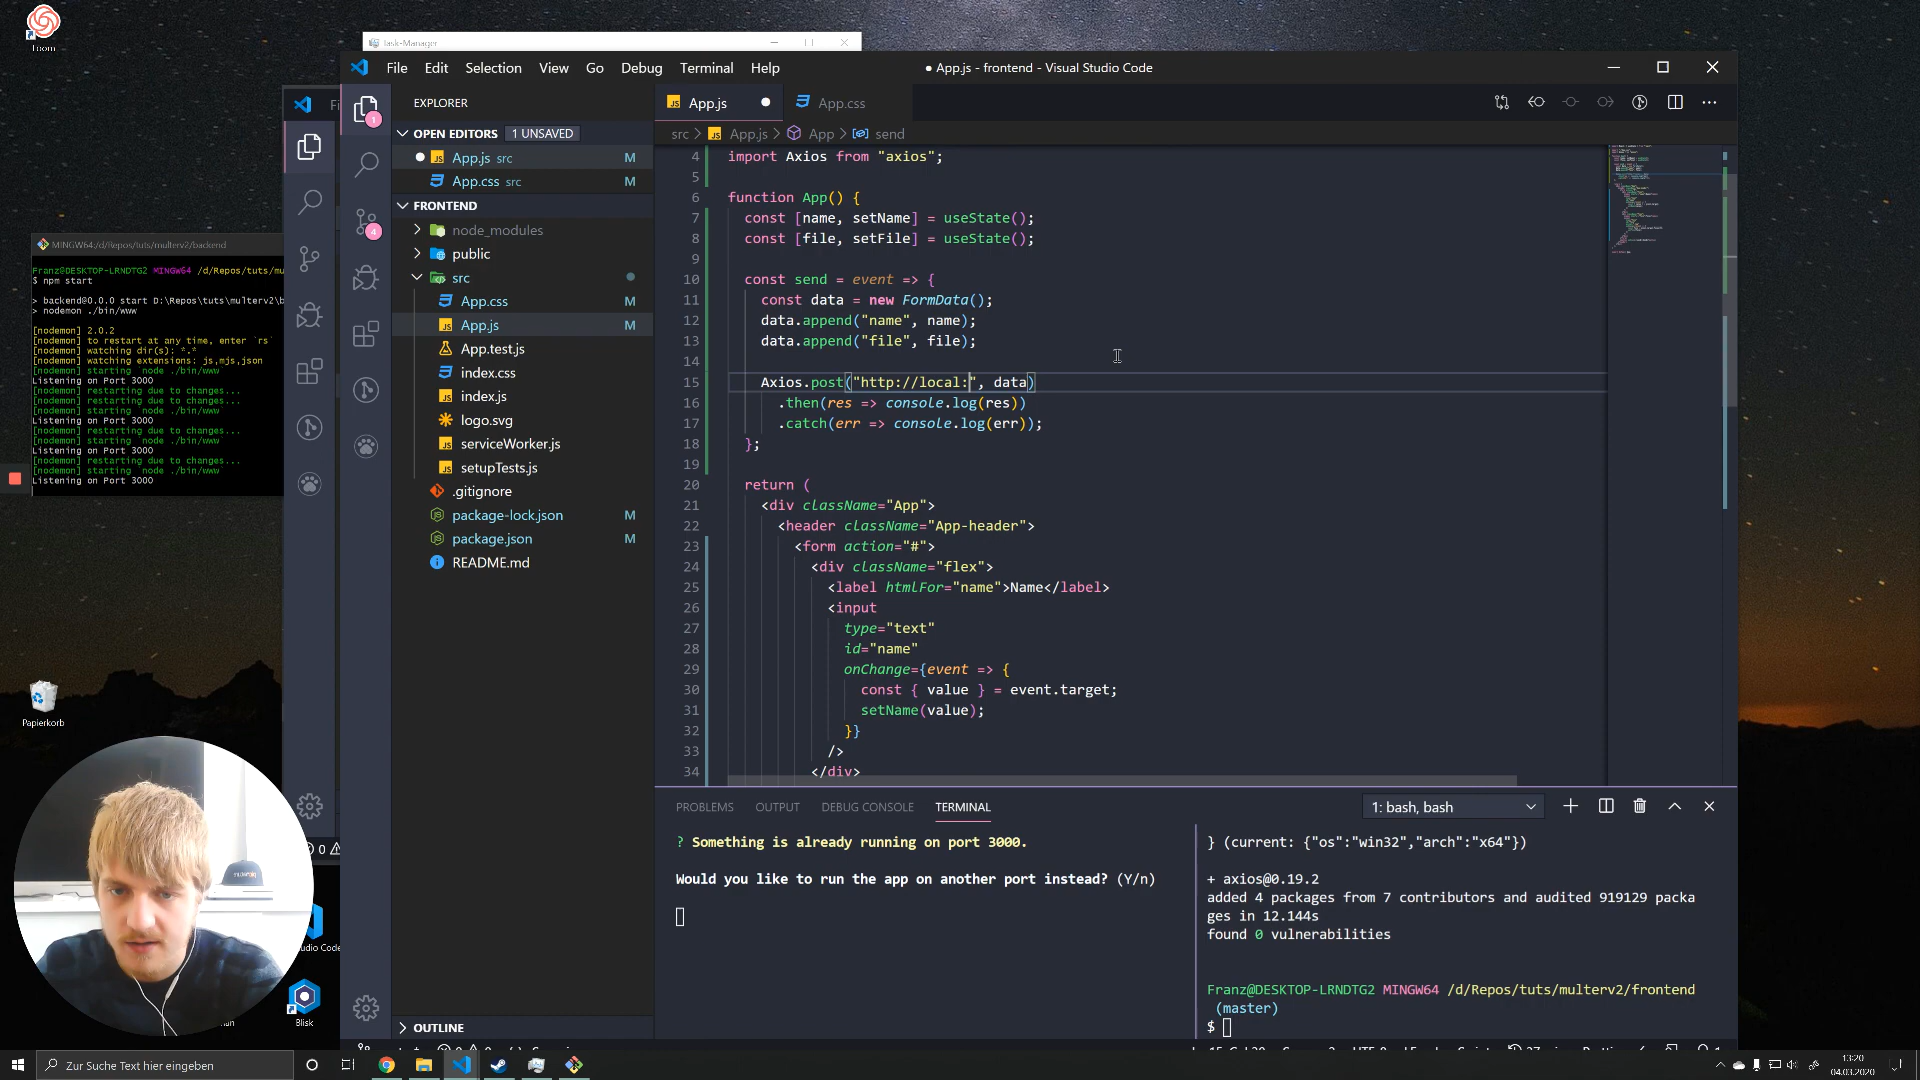 Toom
Task-Manager
File Edit Selection View Go Debug Terminal Help
● App.js - frontend - Visual Studio Code
EXPLORER
App.js
App.css
OPEN EDITORS 1 UNSAVED
App.js src M
App.css src M
FRONTEND
node_modules
public
src
App.css M
App.js M
App.test.js
index.css
index.js
logo.svg
serviceWorker.js
setupTests.js
.gitignore
package-lock.json M
package.json M
README.md
OUTLINE
1
4
src > App.js > App > send
4 import Axios from "axios";
5
6 function App() {
7 const [name, setName] = useState();
8 const [file, setFile] = useState();
9
10 const send = event => {
11 const data = new FormData();
12 data.append("name", name);
13 data.append("file", file);
14
15 Axios.post("http://local:", data)
16 .then(res => console.log(res))
17 .catch(err => console.log(err));
18 };
19
20 return (
21 <div className="App">
22 <header className="App-header">
23 <form action="#">
24 <div className="flex">
25 <label htmlFor="name">Name</label>
26 <input
27 type="text"
28 id="name"
29 onChange={event => {
30 const { value } = event.target;
31 setName(value);
32 }}
33 />
34 </div>
PROBLEMS OUTPUT DEBUG CONSOLE TERMINAL
1: bash, bash
? Something is already running on port 3000.
Would you like to run the app on another port instead? (Y/n)
} (current: {"os":"win32","arch":"x64"})
+ axios@0.19.2
added 4 packages from 7 contributors and audited 919129 packa
ges in 12.144s
found 0 vulnerabilities
Franz@DESKTOP-LRNDTG2 MINGW64 /d/Repos/tuts/multerv2/frontend
(master)
$
MINGW64:/d/Repos/tuts/multerv2/backend
Franz@DESKTOP-LRNDTG2 MINGW64 /d/Repos/tuts/mu
$ npm start
> backend@0.0.0 start D:\Repos\tuts\multerv2\b
> nodemon ./bin/www
[nodemon] 2.0.2
[nodemon] to restart at any time, enter `rs`
[nodemon] watching dir(s): *.*
[nodemon] watching extensions: js,mjs,json
[nodemon] starting `node ./bin/www`
Listening on Port 3000
[nodemon] restarting due to changes...
[nodemon] restarting due to changes...
[nodemon] starting `node ./bin/www`
Listening on Port 3000
[nodemon] restarting due to changes...
[nodemon] starting `node ./bin/www`
Listening on Port 3000
[nodemon] restarting due to changes...
[nodemon] starting `node ./bin/www`
Listening on Port 3000
Papierkorb
Blisk
Zur Suche Text hier eingeben
13:20
04.03.2020